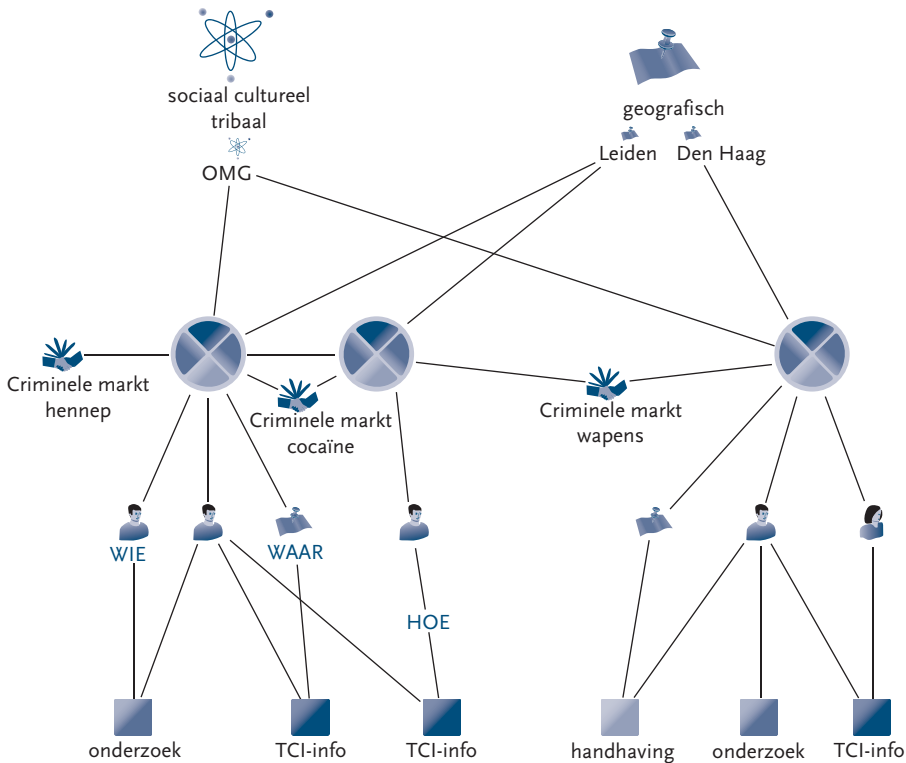 sociaal cultureel
tribaal
OMG
geografisch
Leiden
Den Haag
Criminele markt
hennep
Criminele markt
cocaïne
Criminele markt
wapens
WIE
WAAR
HOE
onderzoek
TCI-info
TCI-info
handhaving
onderzoek
TCI-info